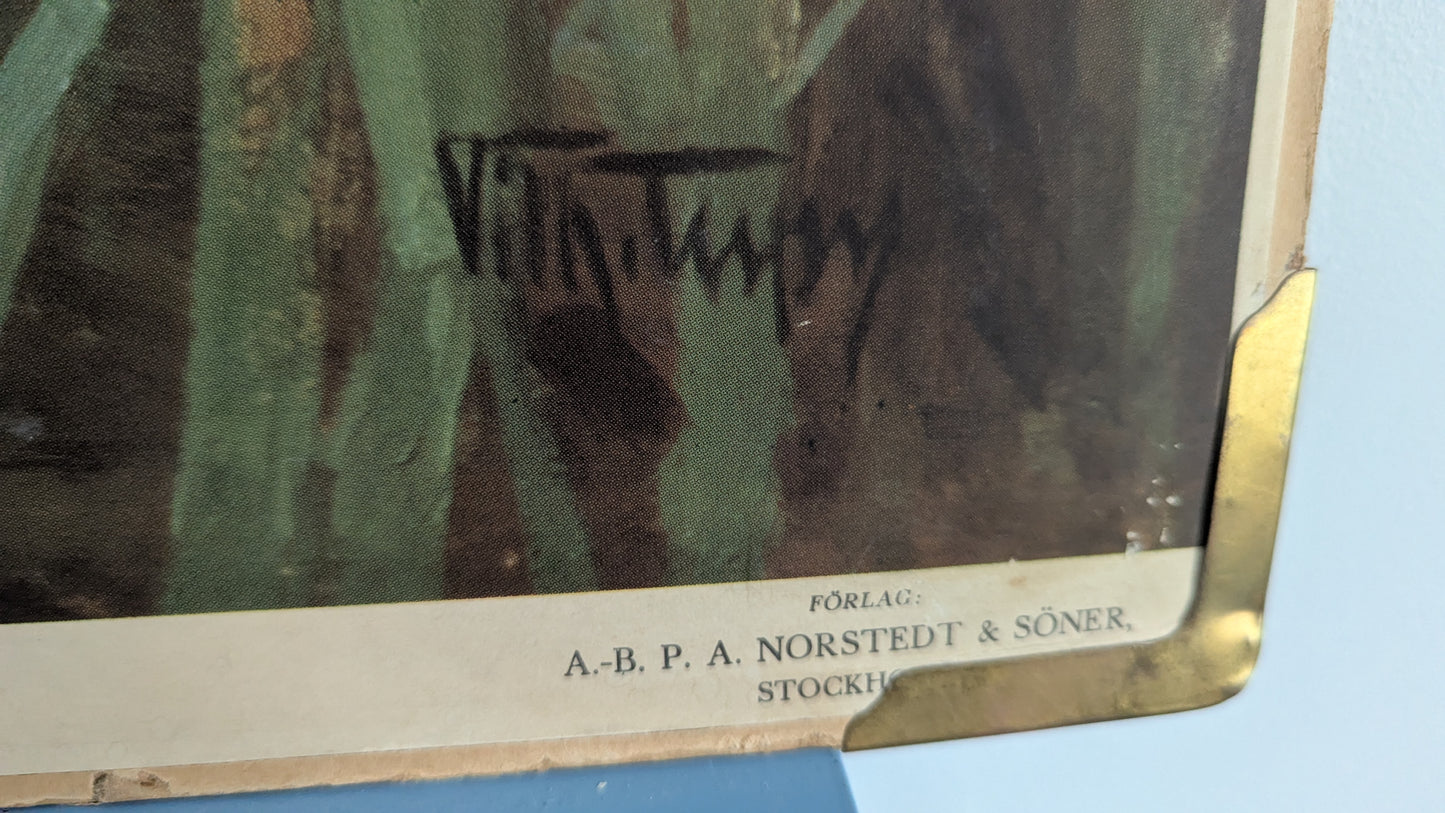 FÖRLAG:
A.-B. P. A. NORSTEDT & SÖNER,
STOCKH